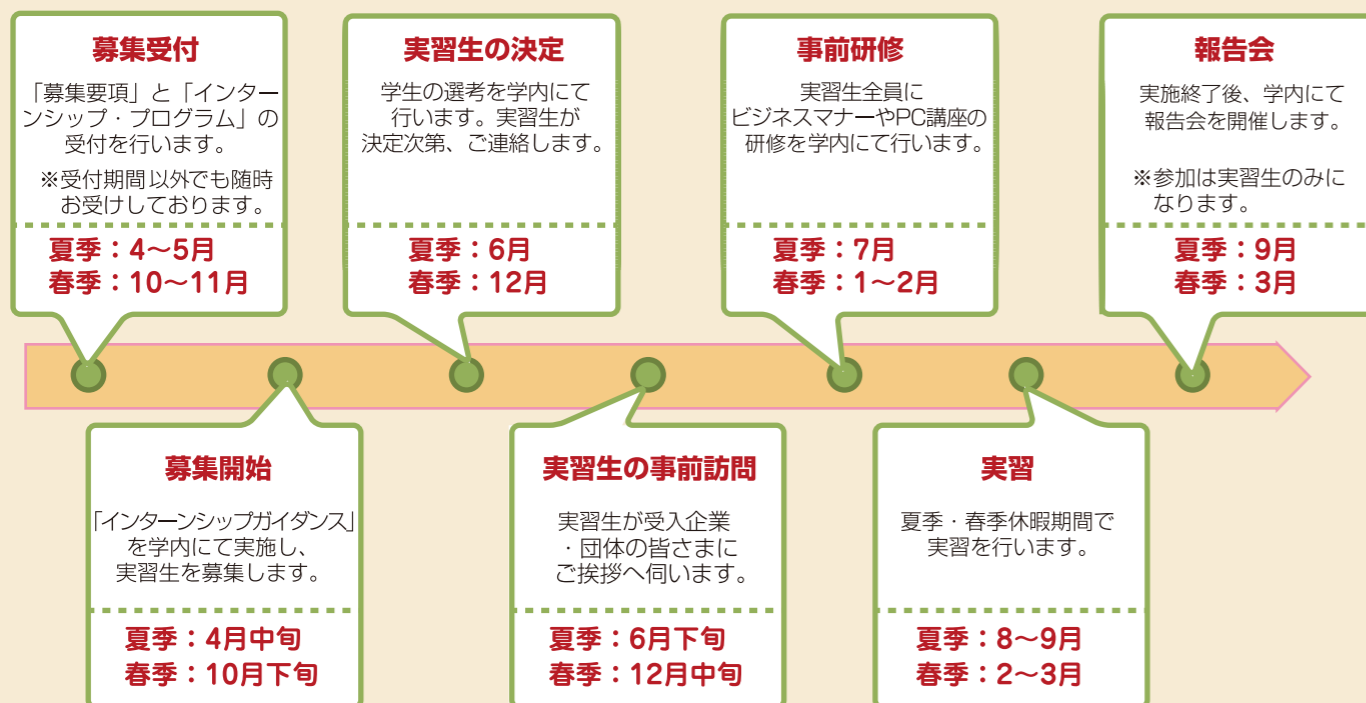 募集受付
「募集要項」と「インター
ンシップ・プログラム」の
受付を行います。
※受付期間以外でも随時
お受けしております。
夏季：4〜5月
春季：10〜11月
募集開始
「インターンシップガイダンス」
を学内にて実施し、
実習生を募集します。
夏季：4月中旬
春季：10月下旬
実習生の決定
学生の選考を学内にて
行います。実習生が
決定次第、ご連絡します。
夏季：6月
春季：12月
実習生の事前訪問
実習生が受入企業
・団体の皆さまに
ご挨拶へ伺います。
夏季：6月下旬
春季：12月中旬
事前研修
実習生全員に
ビジネスマナーやPC講座の
研修を学内にて行います。
夏季：7月
春季：1〜2月
実習
夏季・春季休暇期間で
実習を行います。
夏季：8〜9月
春季：2〜3月
報告会
実施終了後、学内にて
報告会を開催します。
※参加は実習生のみに
なります。
夏季：9月
春季：3月